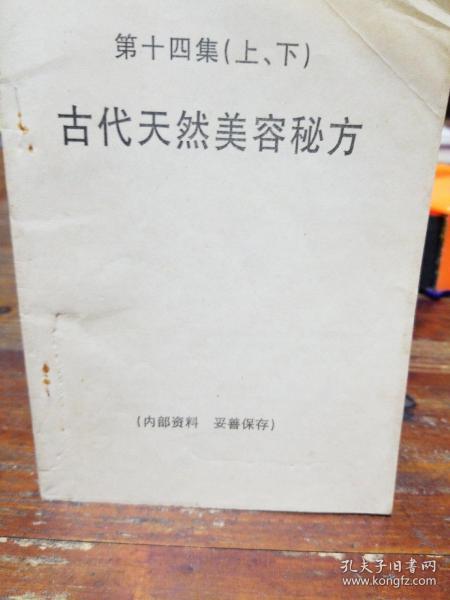 第十四集(上、下)
古代天然美容秘方
(内部资料 妥善保存)
孔夫子旧书网
www.kongfz.com